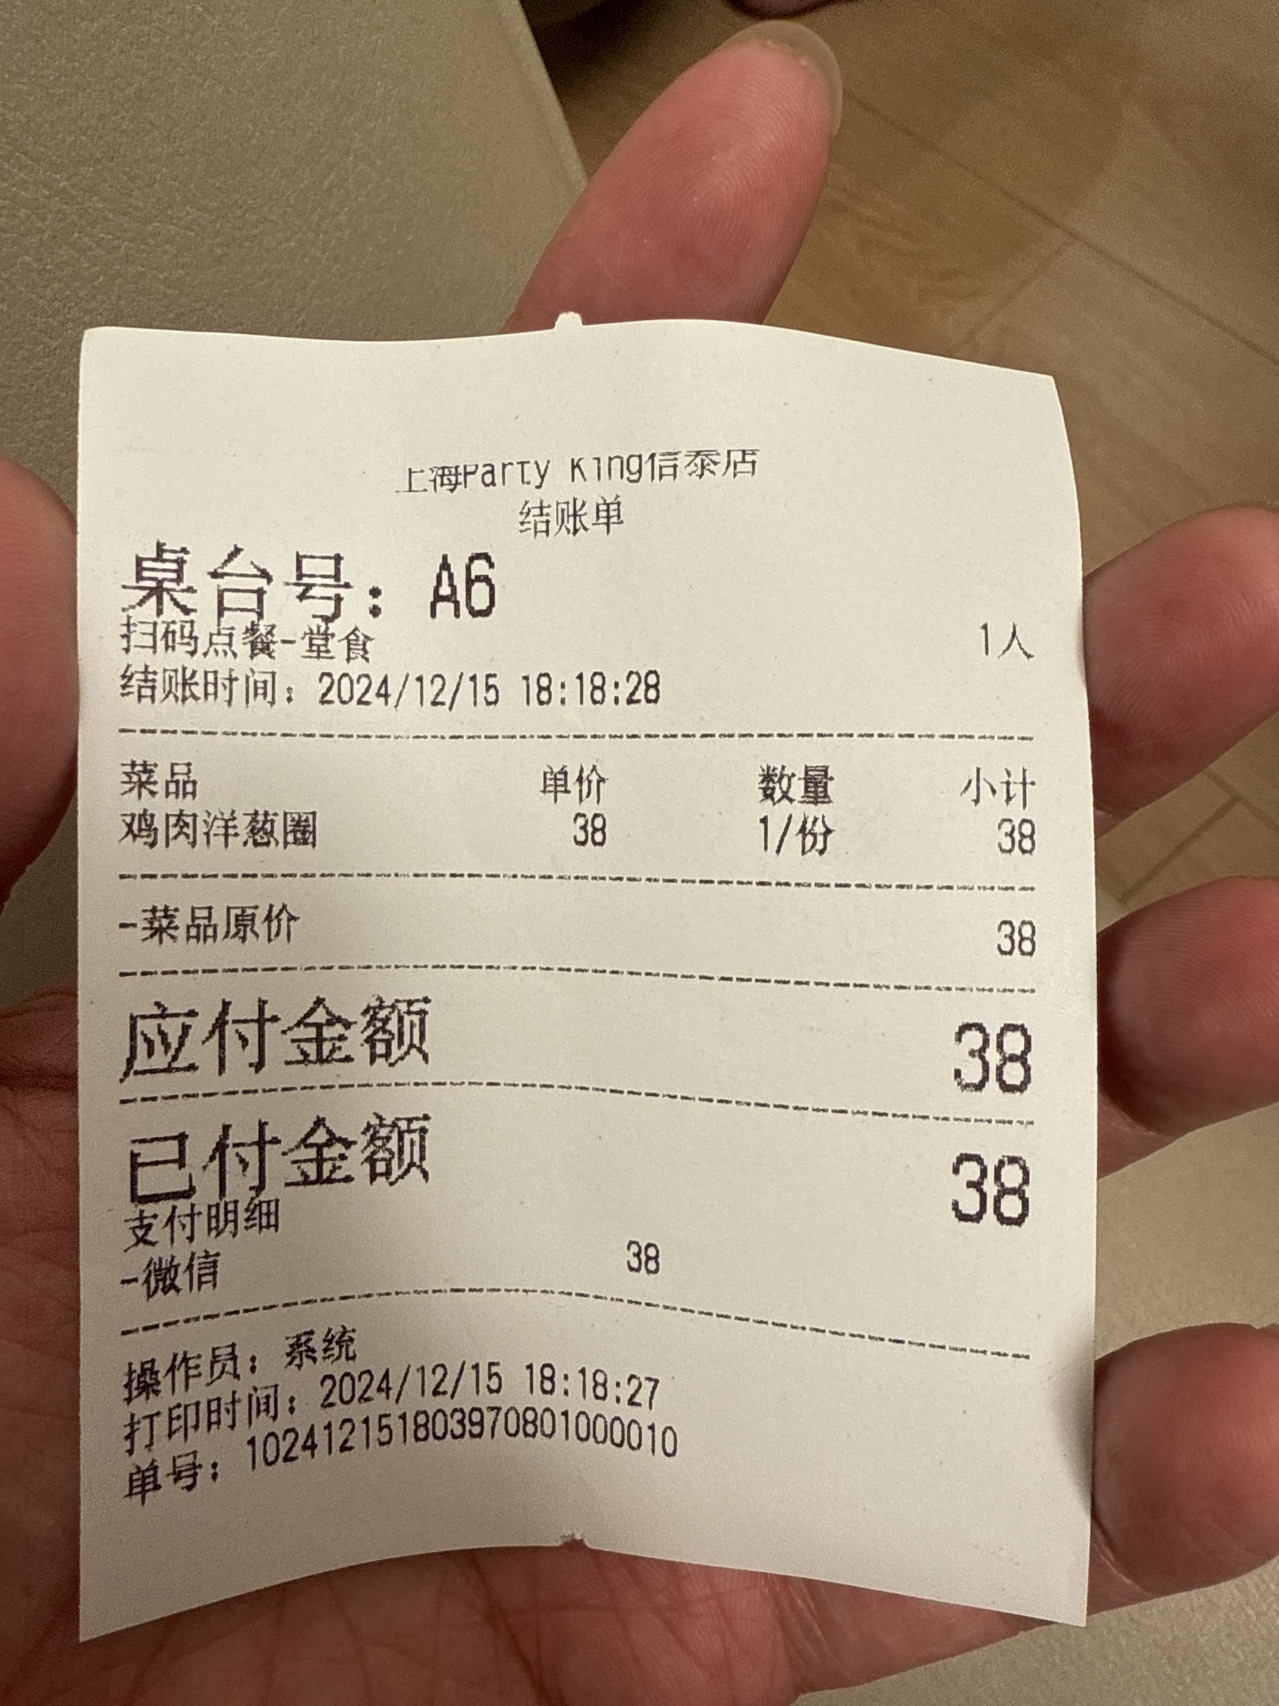 上海Party King信泰店
结账单
桌台号：A6
扫码点餐-堂食 1人
结账时间：2024/12/15 18:18:28
菜品 单价 数量 小计
鸡肉洋葱圈 38 1/份 38
-菜品原价 38
应付金额 38
已付金额 38
支付明细
-微信 38
操作员：系统
打印时间：2024/12/15 18:18:27
单号：102412151803970801000010